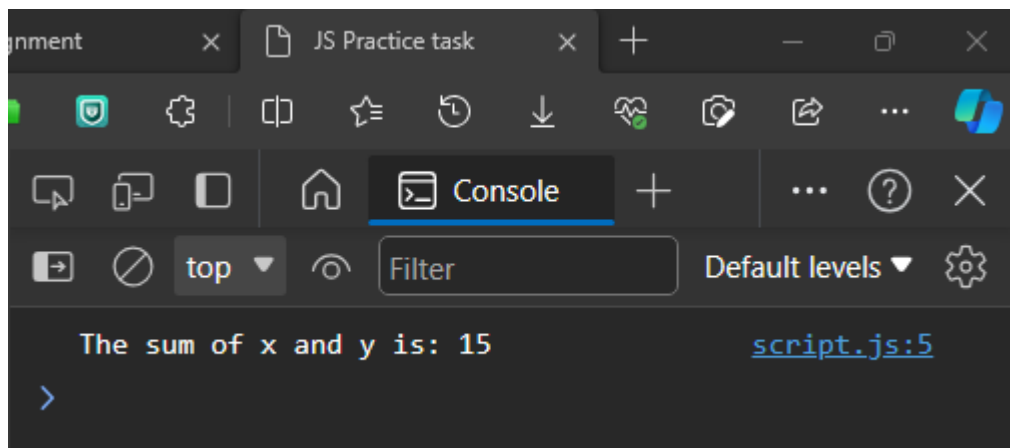 gnment
JS Practice task
Console
top
Filter
Default levels
The sum of x and y is: 15
script.js:5